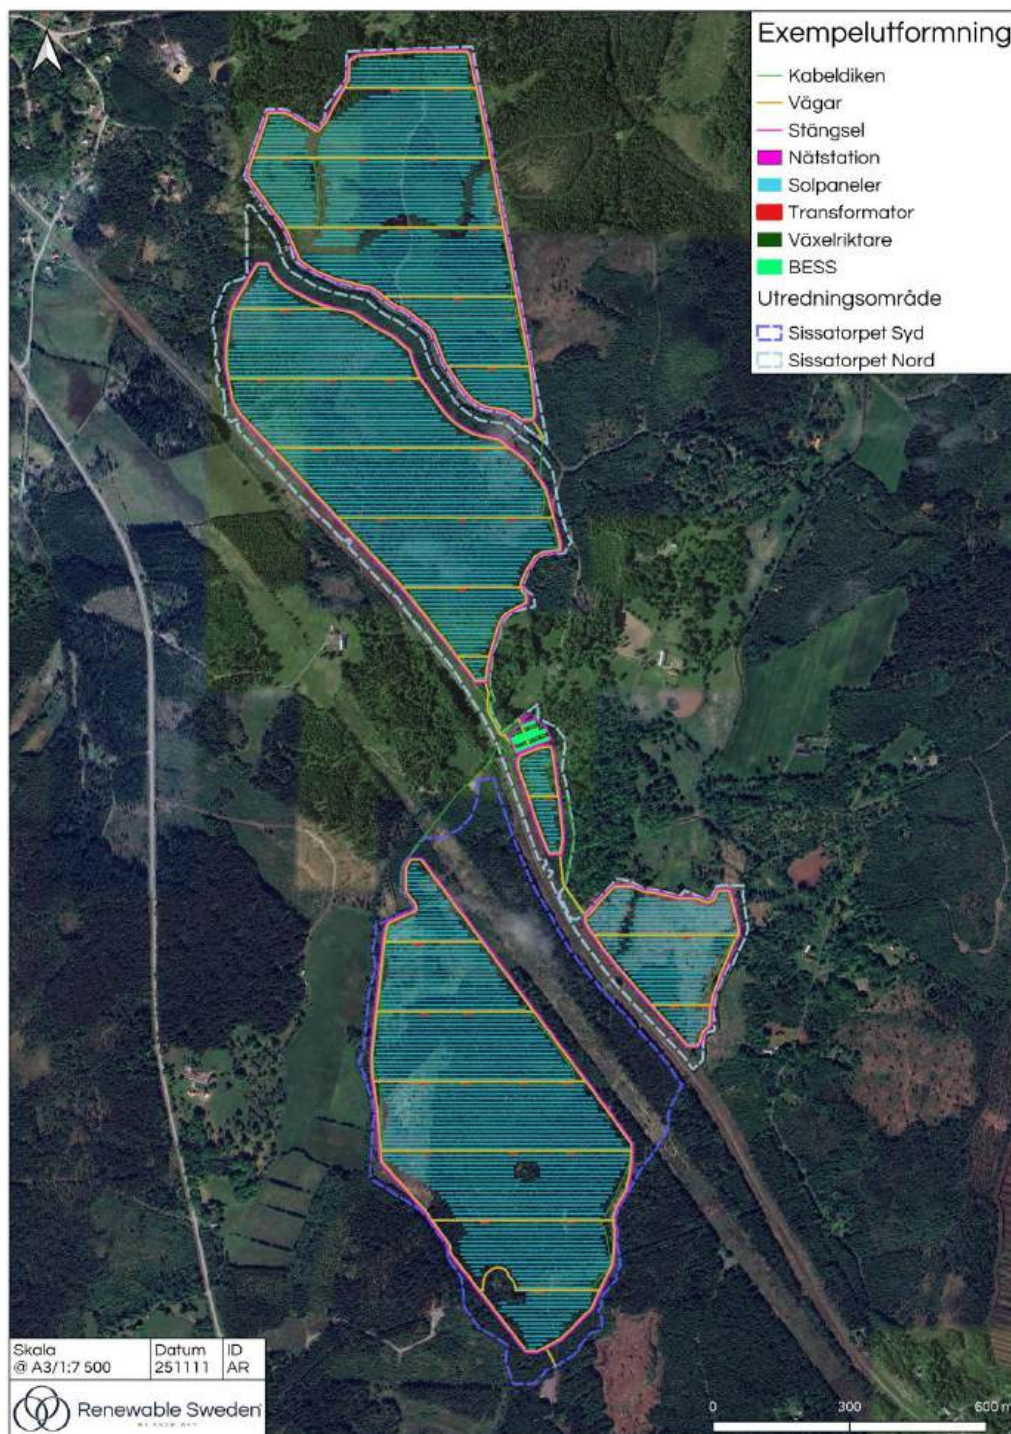 Exempelutformning
Kabeldiken
Vägar
Stängsel
Nätstation
Solpaneler
Transformator
Växelriktare
BESS
Utredningsområde
Sissatorpet Syd
Sissatorpet Nord
Skala
@ A3/1:7 500
Datum
251111
ID
AR
Renewable Sweden
0 300 600 m